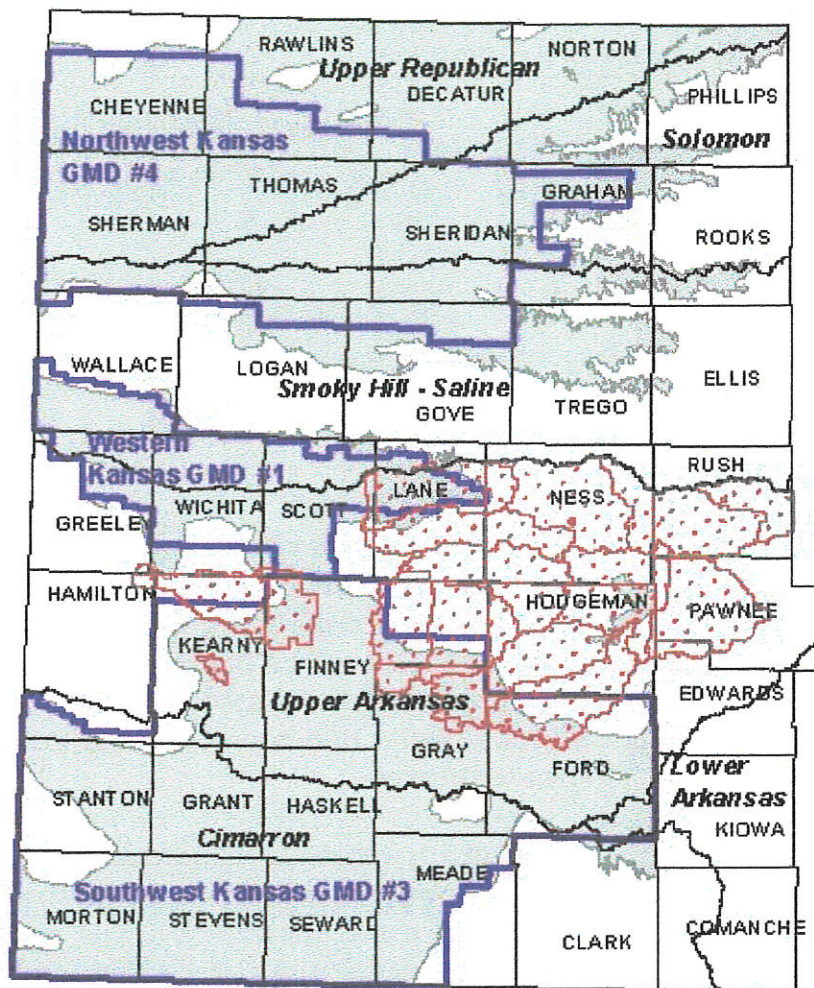 RAWLINS
NORTON
Upper Republican
DECATUR
PHILLIPS
CHEYENNE
Northwest Kansas
GMD #4
Solomon
THOMAS
GRAHAN
SHERMAN
SHERIDAN
ROOKS
WALLACE
LOGAN
Smoky Hill - Saline
GOVE
TREGO
ELLIS
Western
Kansas GMD #1
RUSH
LANE
NESS
WICHITA
SCOTT
GREELEY
HAMILTON
HODGEMAN
PAWNEE
KEARNY
FINNEY
Upper Arkansas
EDWARDS
GRAY
FORD
Lower
Arkansas
STANTON
GRANT
HASKELL
KIOWA
Cimarron
MEADE
Southwest Kansas GMD #3
MORTON
STEVENS
SEWARD
CLARK
COMANCHE